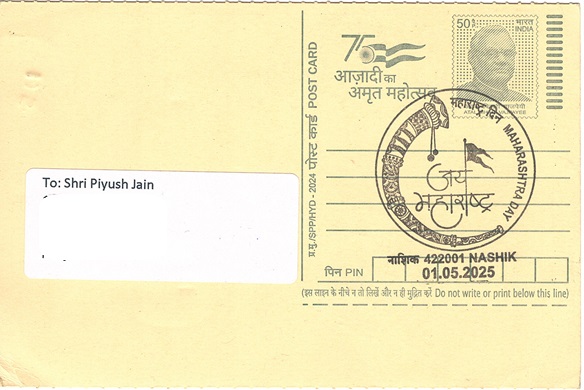 75
आज़ादी का
अमृत महोत्सव
50
भारत
INDIA
पोस्ट कार्ड POST CARD
महाराष्ट्र दिन MAHARASHTRA DAY
जय
महाराष्ट्र
To: Shri Piyush Jain
प्र.मु./SPP/HYD - 2024
नाशिक 422001 NASHIK
01.05.2025
पिन PIN
(इस लाइन के नीचे न तो लिखें और न ही मुद्रित करें Do not write or print below this line)